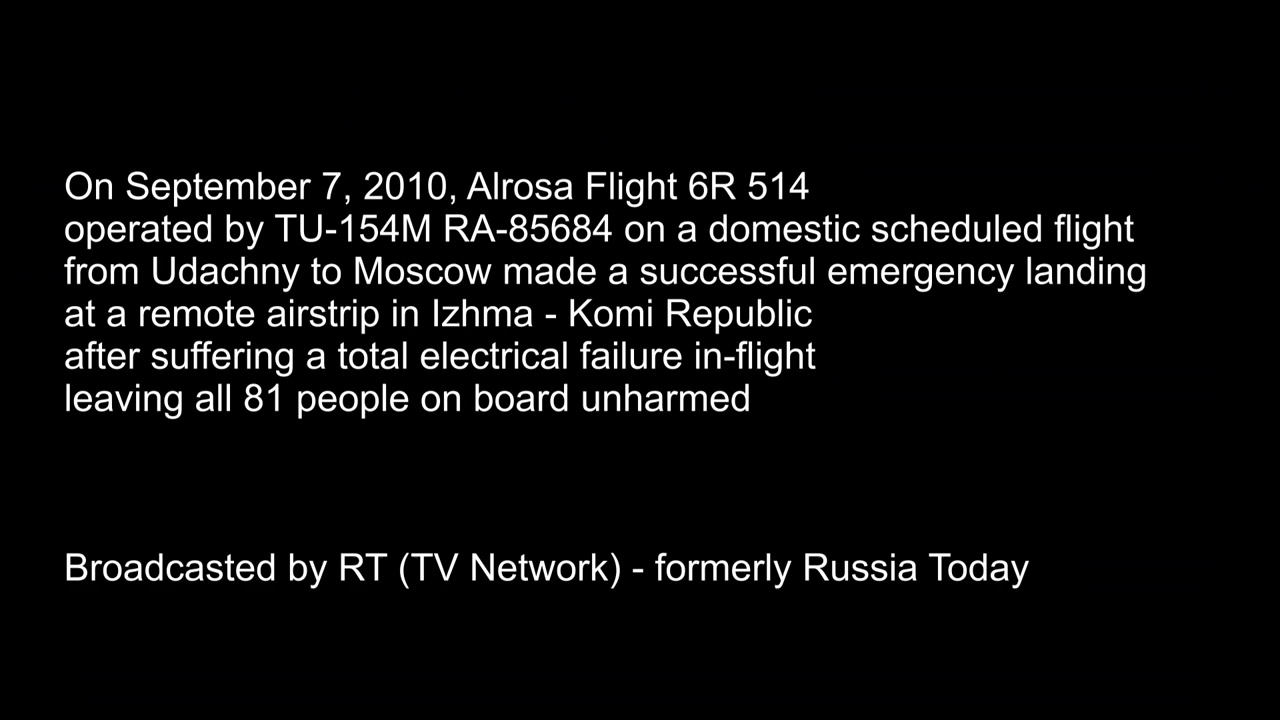 On September 7, 2010, Alrosa Flight 6R 514
operated by TU-154M RA-85684 on a domestic scheduled flight
from Udachny to Moscow made a successful emergency landing
at a remote airstrip in Izhma - Komi Republic
after suffering a total electrical failure in-flight
leaving all 81 people on board unharmed
Broadcasted by RT (TV Network) - formerly Russia Today